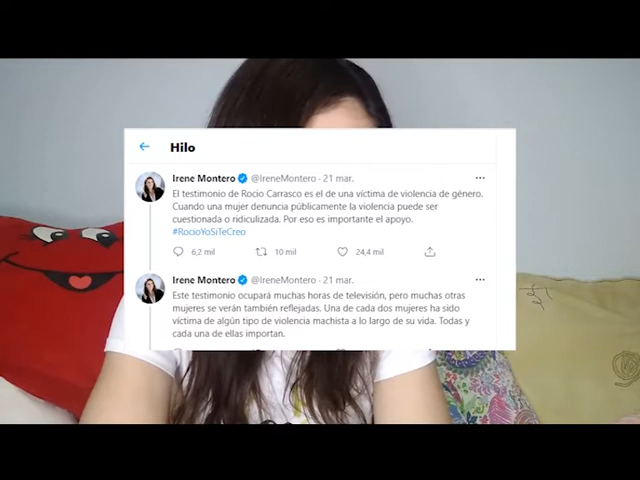 Hilo
Irene Montero @IreneMontero · 21 mar.
El testimonio de Rocio Carrasco es el de una víctima de violencia de género.
Cuando una mujer denuncia públicamente la violencia puede ser
cuestionada o ridiculizada. Por eso es importante el apoyo.
#RocioYoSiTeCreo
6,2 mil 10 mil 24,4 mil
Irene Montero @IreneMontero · 21 mar.
Este testimonio ocupará muchas horas de televisión, pero muchas otras
mujeres se verán también reflejadas. Una de cada dos mujeres ha sido
víctima de algún tipo de violencia machista a lo largo de su vida. Todas y
cada una de ellas importan.